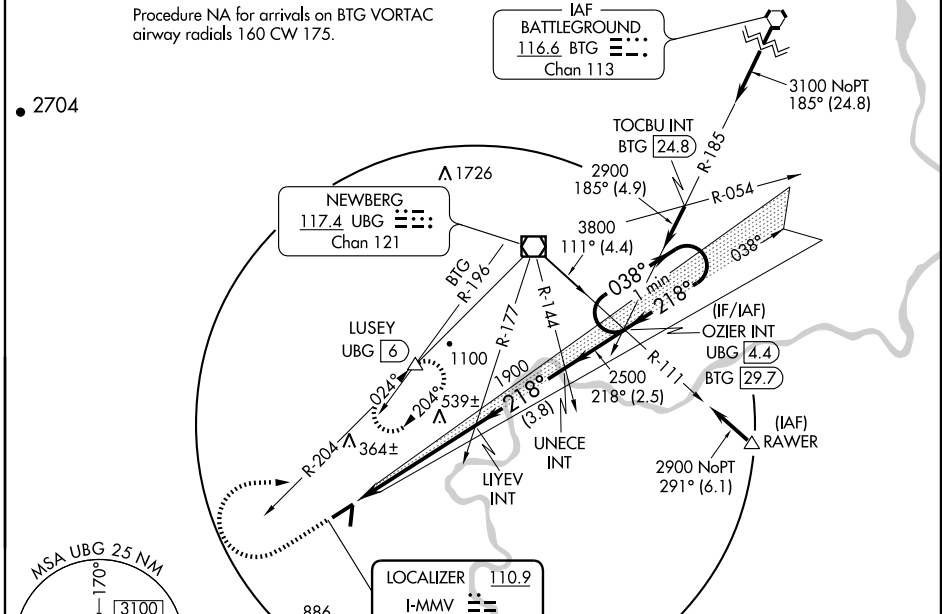 Procedure NA for arrivals on BTG VORTAC
airway radials 160 CW 175.
IAF
BATTLEGROUND
116.6 BTG
Chan 113
3100 NoPT
185° (24.8)
2704
TOCBU INT
BTG 24.8
R-185
1726
2900
185° (4.9)
R-054
NEWBERG
117.4 UBG
Chan 121
3800
111° (4.4)
038°
BTG
R-196
038°
1 min
218°
R-177
R-144
(IF/IAF)
OZIER INT
UBG 4.4
BTG 29.7
LUSEY
UBG 6
1100
1900
R-111
2500
218° (2.5)
024°
204°
539±
218°
(3.8)
(IAF)
RAWER
R-204
364±
UNECE
INT
LIYEV
INT
2900 NoPT
291° (6.1)
MSA UBG 25 NM
170°
3100
LOCALIZER 110.9
I-MMV
886